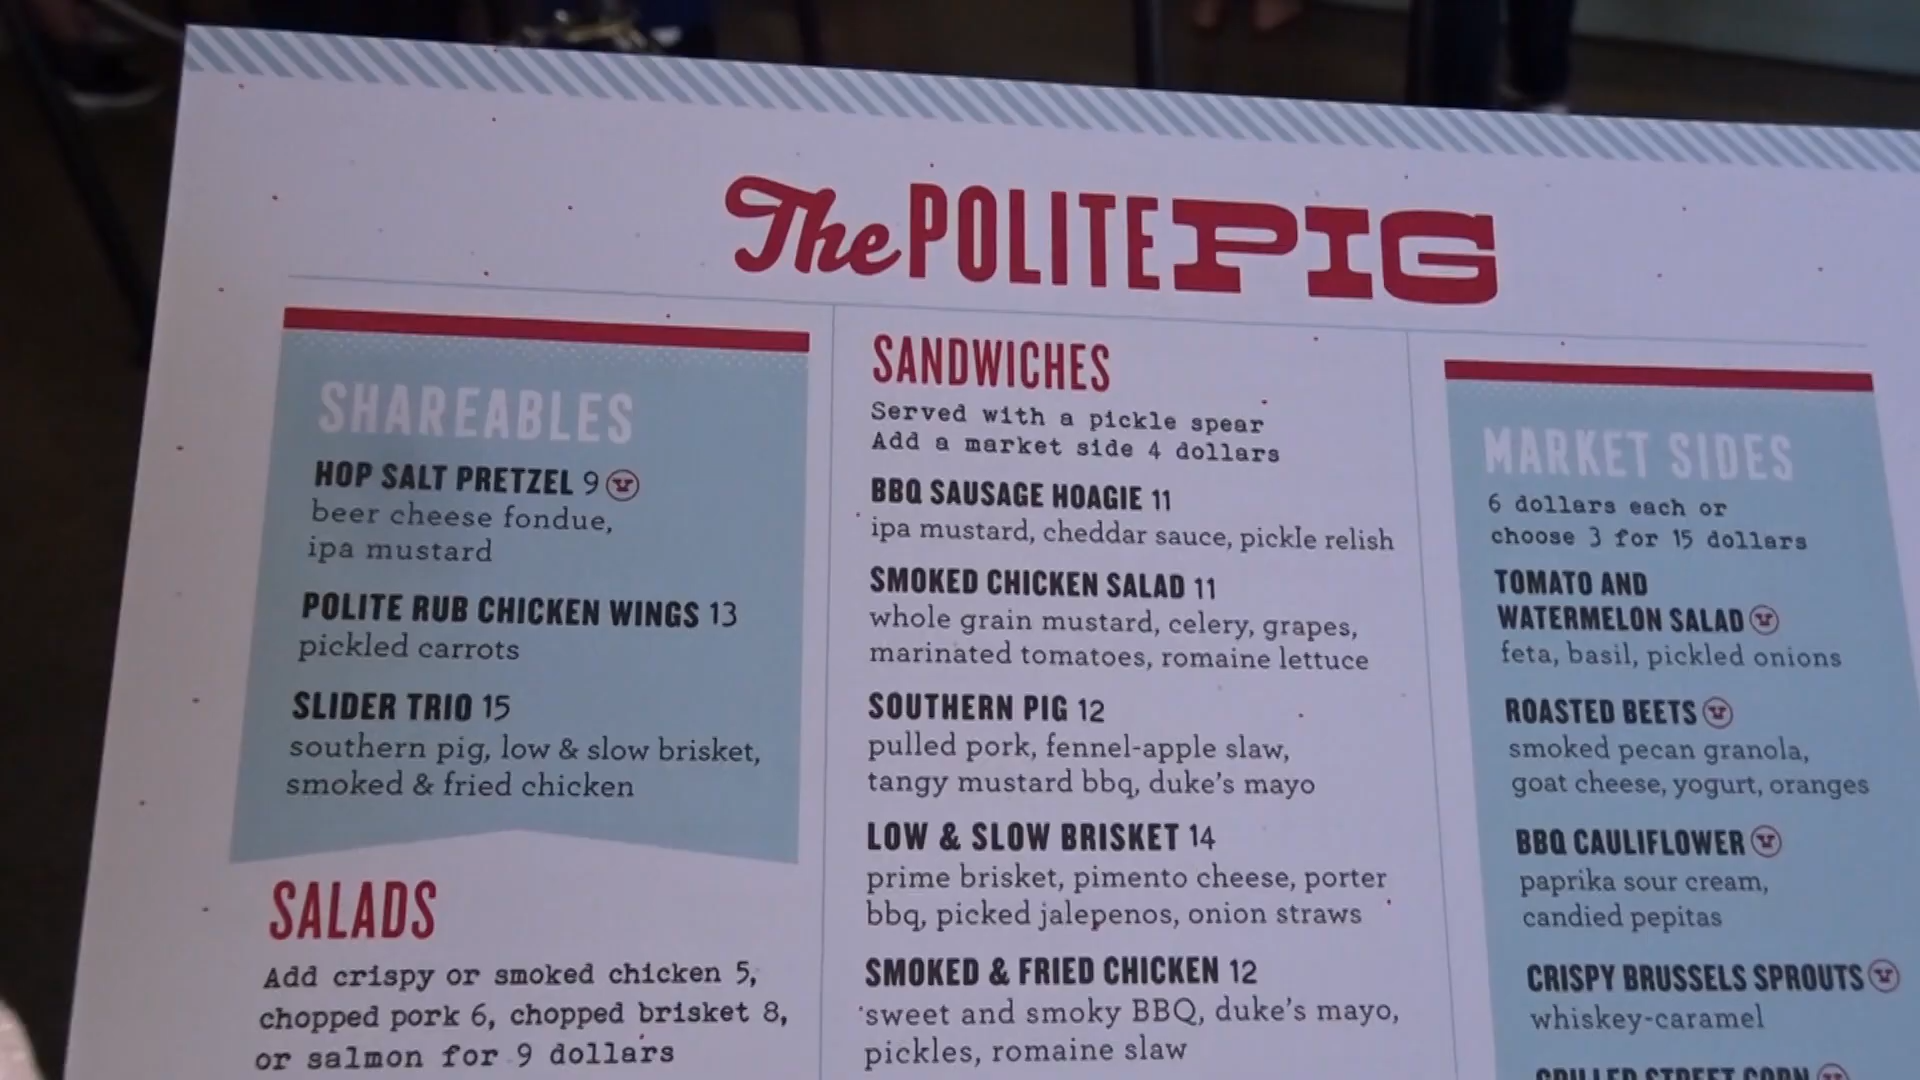 The POLITE PIG
SHAREABLES
HOP SALT PRETZEL 9
beer cheese fondue,
ipa mustard
POLITE RUB CHICKEN WINGS 13
pickled carrots
SLIDER TRIO 15
southern pig, low & slow brisket,
smoked & fried chicken
SALADS
Add crispy or smoked chicken 5,
chopped pork 6, chopped brisket 8,
or salmon for 9 dollars
SANDWICHES
Served with a pickle spear
Add a market side 4 dollars
BBQ SAUSAGE HOAGIE 11
ipa mustard, cheddar sauce, pickle relish
SMOKED CHICKEN SALAD 11
whole grain mustard, celery, grapes,
marinated tomatoes, romaine lettuce
SOUTHERN PIG 12
pulled pork, fennel-apple slaw,
tangy mustard bbq, duke's mayo
LOW & SLOW BRISKET 14
prime brisket, pimento cheese, porter
bbq, picked jalepenos, onion straws
SMOKED & FRIED CHICKEN 12
sweet and smoky BBQ, duke's mayo,
pickles, romaine slaw
MARKET SIDES
6 dollars each or
choose 3 for 15 dollars
TOMATO AND
WATERMELON SALAD
feta, basil, pickled onions
ROASTED BEETS
smoked pecan granola,
goat cheese, yogurt, oranges
BBQ CAULIFLOWER
paprika sour cream,
candied pepitas
CRISPY BRUSSELS SPROUTS
whiskey-caramel
GRILLED STREET CORN